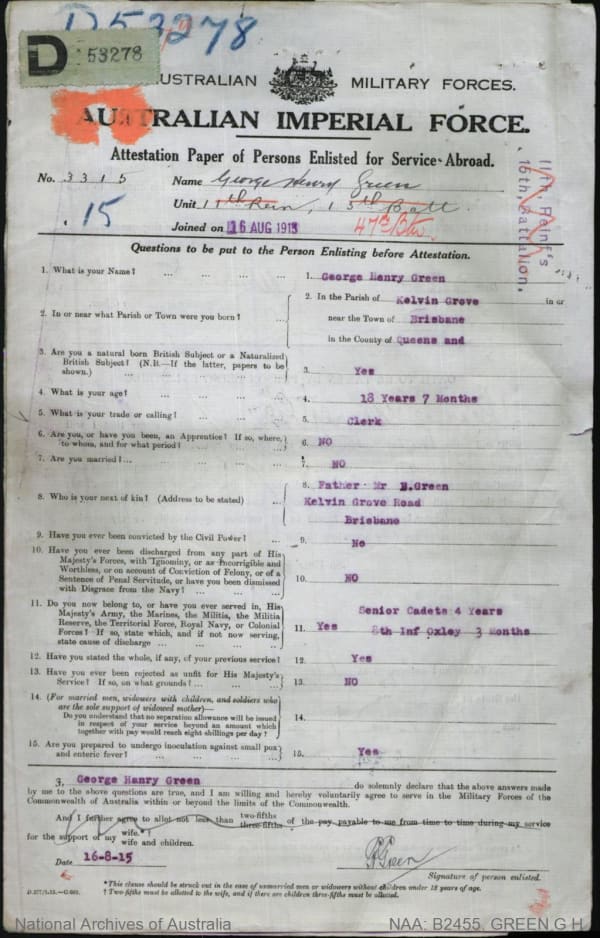 D53278
D 53278
AUSTRALIAN MILITARY FORCES.
AUSTRALIAN IMPERIAL FORCE.
Attestation Paper of Persons Enlisted for Service Abroad.
No. 3315 Name George Henry Green
15 Unit 11th Rein, 15th Batt
47th Btn
Joined on 16 AUG 1915
11th. Reinf's
15th, Battalion.
Questions to be put to the Person Enlisting before Attestation.
1. What is your Name? ... ... ... 1. George Hanry Green
2. In or near what Parish or Town were you born? ... 2. In the Parish of Kelvin Grove in or
near the Town of Brisbane
in the County of Queens and
3. Are you a natural born British Subject or a Naturalized
British Subject? (N.B.—If the latter, papers to be
shown.) ... ... ... 3. Yes
4. What is your age? ... ... ... 4. 18 Years 7 Months
5. What is your trade or calling? ... ... 5. Clerk
6. Are you, or have you been, an Apprentice? If so, where,
to whom, and for what period? ... 6. NO
7. Are you married? ... ... ... 7. NO
8. Who is your next of kin? (Address to be stated) ... 8. Father Mr B.Green
Kelvin Grove Road
Brisbane
9. Have you ever been convicted by the Civil Power? ... 9. No
10. Have you ever been discharged from any part of His
Majesty's Forces, with Ignominy, or as Incorrigible and
Worthless, or on account of Conviction of Felony, or of a
Sentence of Penal Servitude, or have you been dismissed
with Disgrace from the Navy? ... ... 10. NO
11. Do you now belong to, or have you ever served in, His
Majesty's Army, the Marines, the Militia, the Militia
Reserve, the Territorial Force, Royal Navy, or Colonial
Forces? If so, state which, and if not now serving,
state cause of discharge ... ... 11. Yes Senior Cadets 4 Years
8th Inf Oxley 3 Months
12. Have you stated the whole, if any, of your previous service? 12. Yes
13. Have you ever been rejected as unfit for His Majesty's
Service? If so, on what grounds? ... ... 13. NO
14. (For married men, widowers with children, and soldiers who
are the sole support of widowed mother)—
Do you understand that no separation allowance will be issued
in respect of your service beyond an amount which
together with pay would reach eight shillings per day? 14.
15. Are you prepared to undergo inoculation against small pox
and enteric fever? ... ... ... 15. Yes
I, George Hanry Green do solemnly declare that the above answers made
by me to the above questions are true, and I am willing and hereby voluntarily agree to serve in the Military Forces of the
Commonwealth of Australia within or beyond the limits of the Commonwealth.
And I further agree to allot not less than two-fifths three-fifths of the pay payable to me from time to time during my service
for the support of my wife.*† wife and children.
Date 16-8-15
Signature of person enlisted.
*This clause should be struck out in the case of unmarried men or widowers without children under 18 years of age.
† Two-fifths must be allotted to the wife, and if there are children three-fifths must be allotted.
National Archives of Australia NAA: B2455, GREEN G H